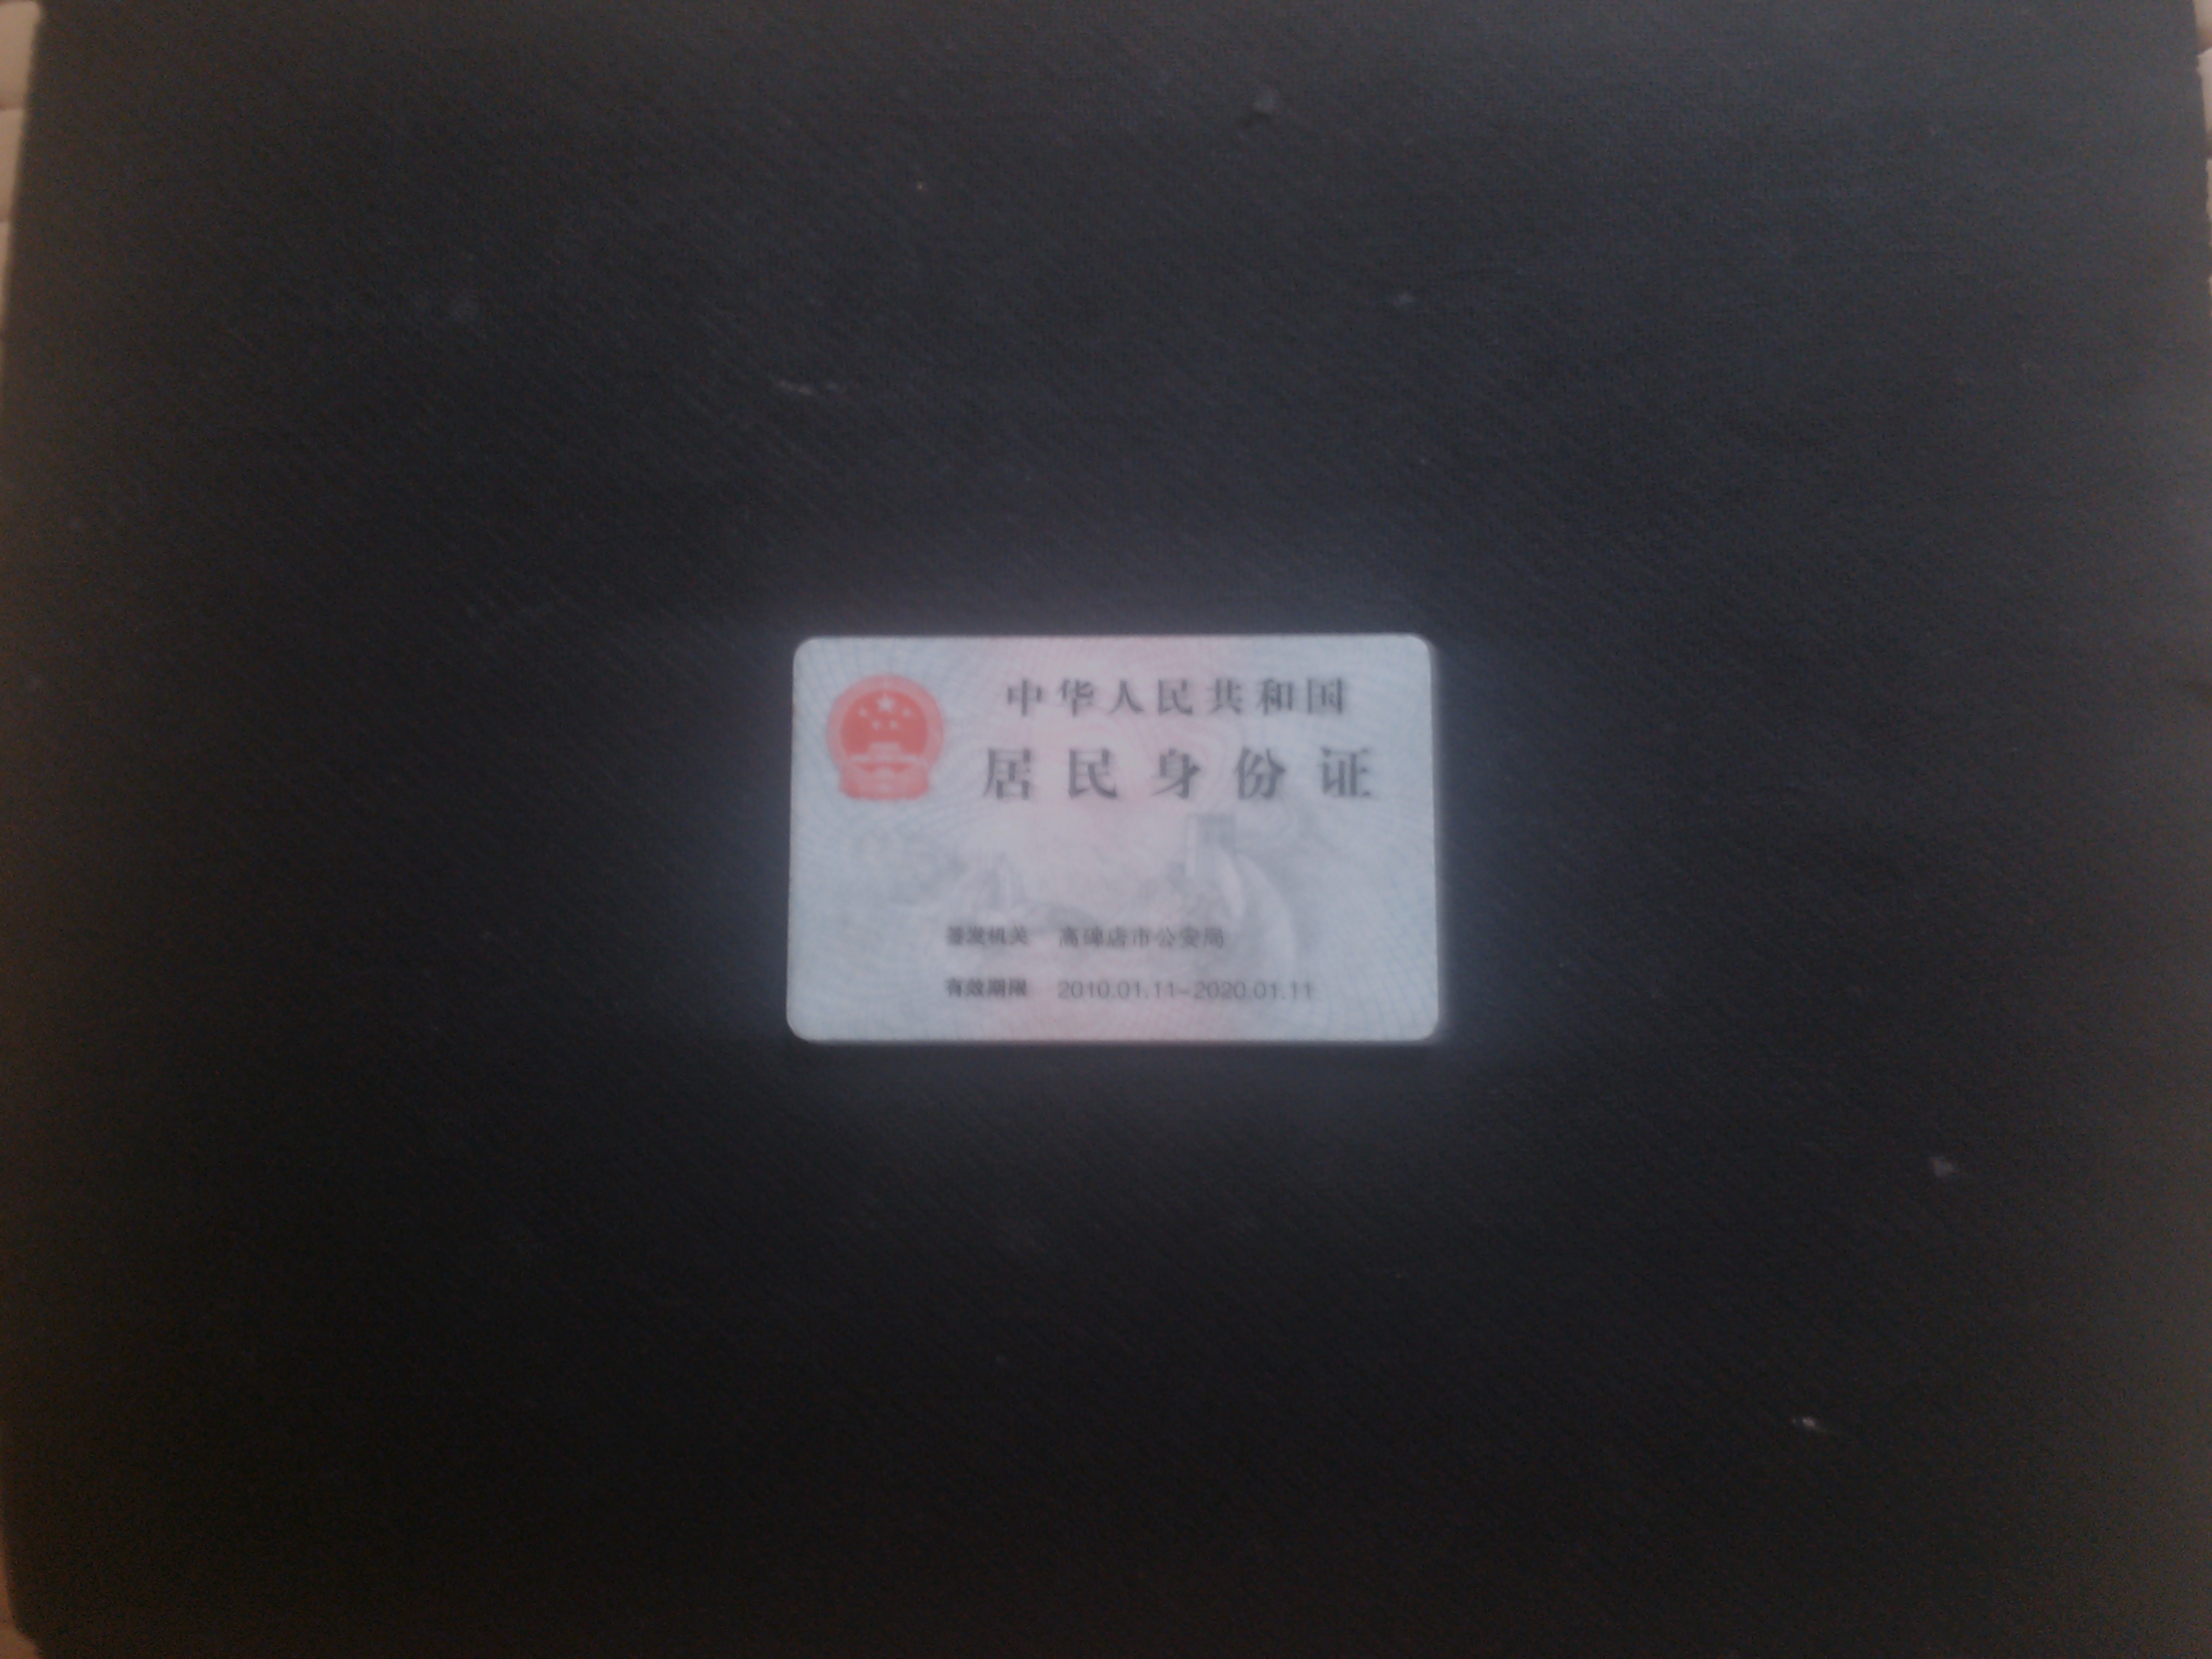 中华人民共和国
居民身份证
签发机关 高碑店市公安局
有效期限 2010.01.11-2020.01.11